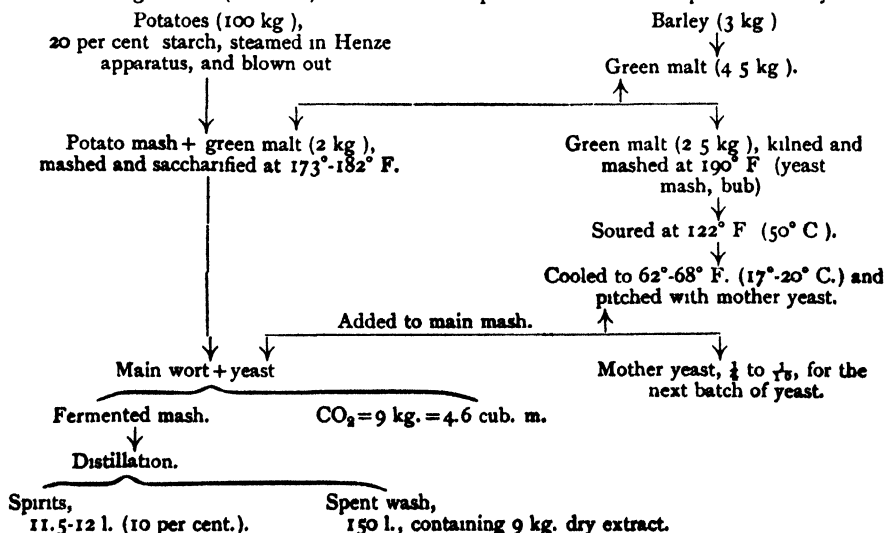 Potatoes (100 kg),
20 per cent starch, steamed in Henze
apparatus, and blown out
Barley (3 kg)
Green malt (4 5 kg).
Potato mash + green malt (2 kg),
mashed and saccharified at 173°-182° F.
Green malt (2 5 kg), kilned and
mashed at 190° F (yeast
mash, bub)
Soured at 122° F (50° C).
Cooled to 62°-68° F. (17°-20° C.) and
pitched with mother yeast.
Added to main mash.
Main wort + yeast
Mother yeast, to 1/10, for the
next batch of yeast.
Fermented mash.
CO₂ = 9 kg. = 4.6 cub. m.
Distillation.
Spirits,
11.5-12 l. (10 per cent.).
Spent wash,
150 l., containing 9 kg. dry extract.